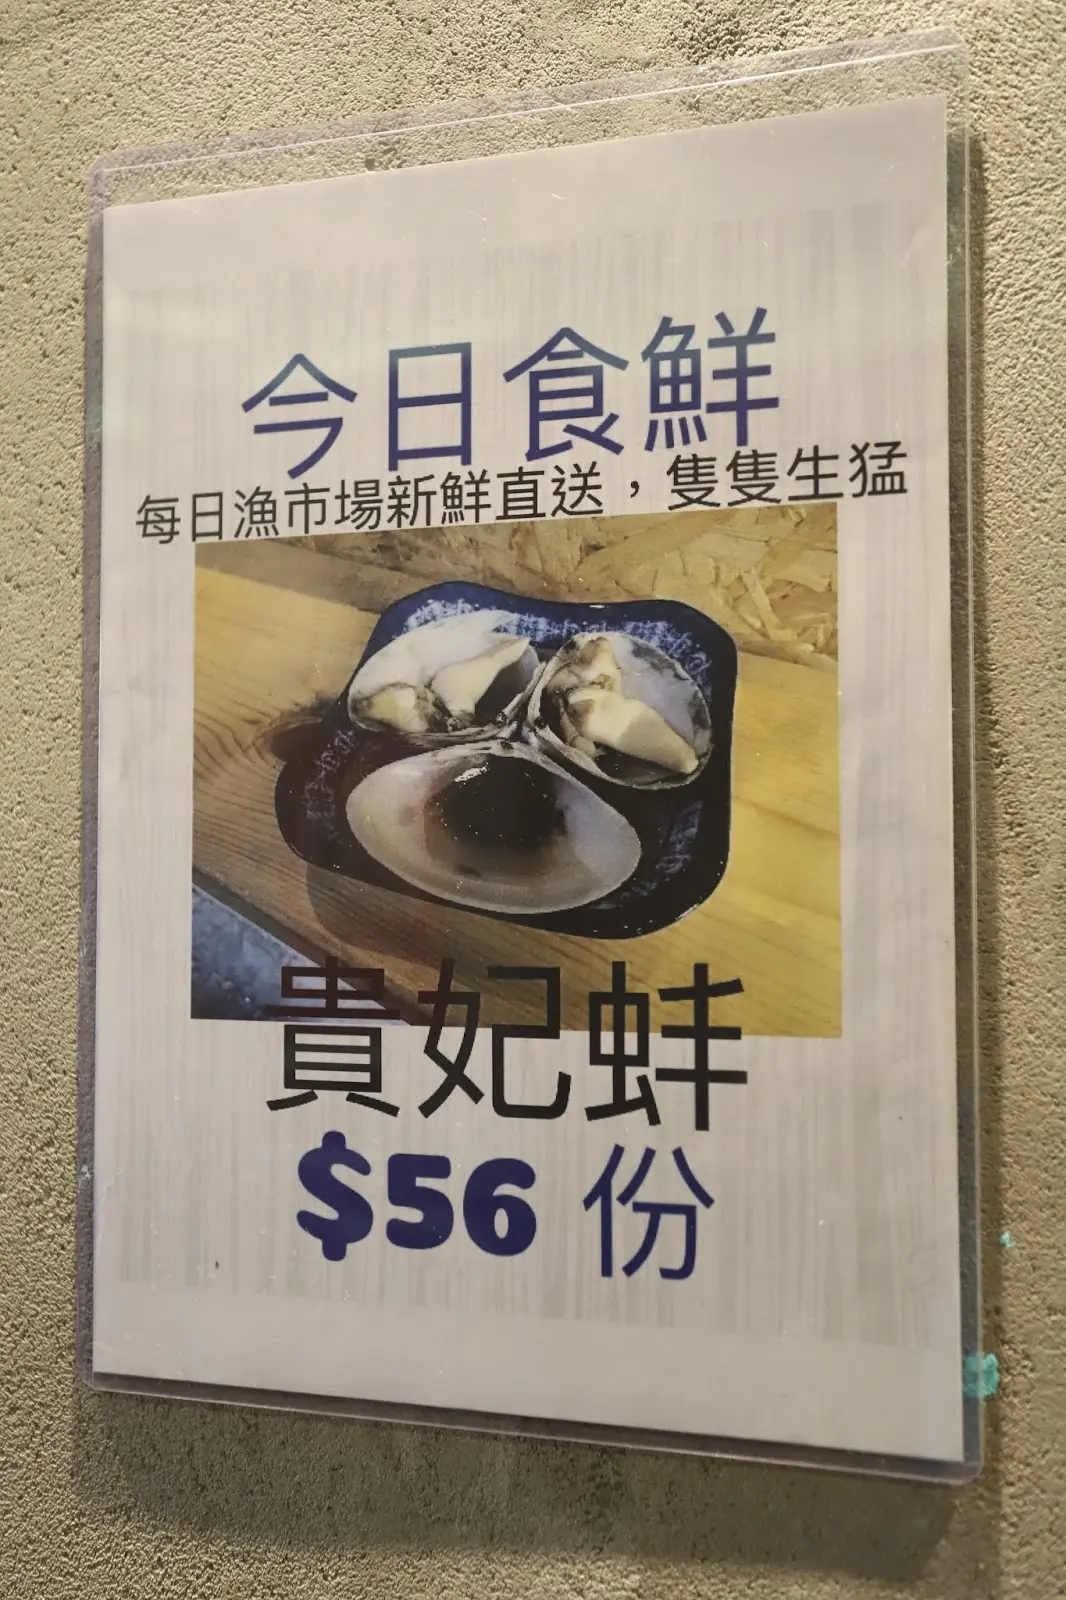 今日食鮮
每日漁市場新鮮直送，隻隻生猛
貴妃蚌
$56 份